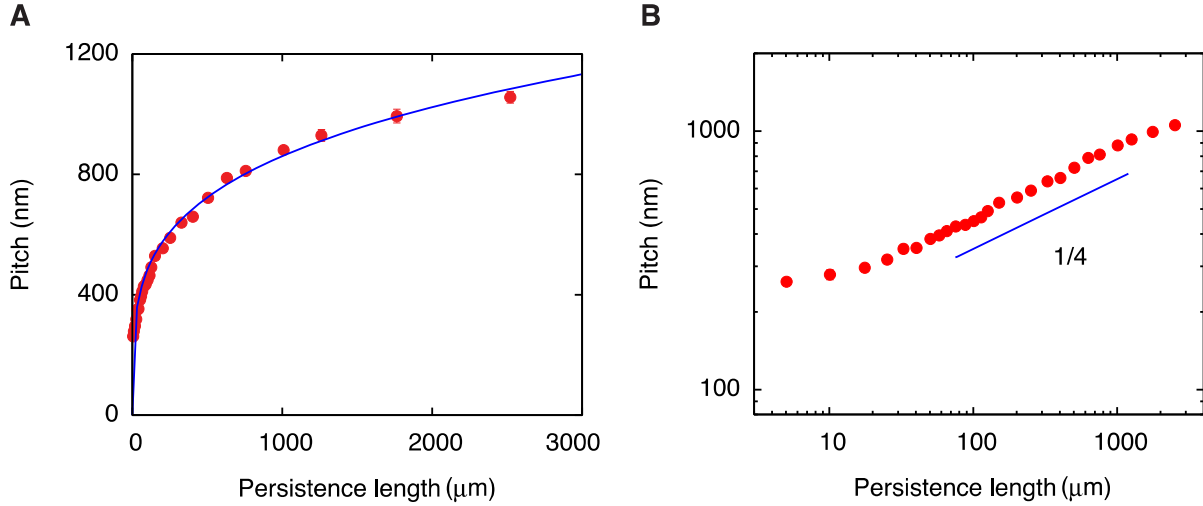 A
Pitch (nm)
1200
800
400
0
0 1000 2000 3000
Persistence length (μm)
B
Pitch (nm)
1000
100
1/4
10 100 1000
Persistence length (μm)